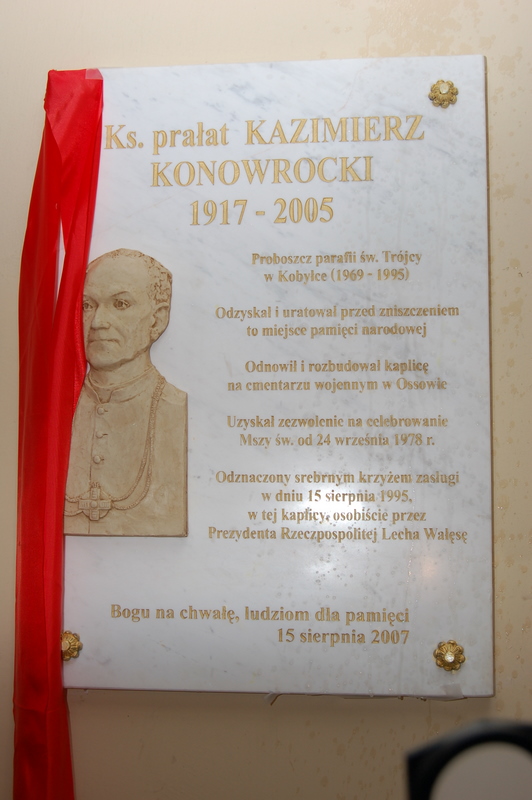 Ks. prałat KAZIMIERZ
KONOWROCKI
1917 - 2005
Proboszcz parafii św. Trójcy
w Kobyłce (1969 - 1995)
Odzyskał i uratował przed zniszczeniem
to miejsce pamięci narodowej
Odnowił i rozbudował kaplicę
na cmentarzu wojennym w Ossowie
Uzyskał zezwolenie na celebrowanie
Mszy św. od 24 września 1978 r.
Odznaczony srebrnym krzyżem zasługi
w dniu 15 sierpnia 1995,
w tej kaplicy, osobiście przez
Prezydenta Rzeczpospolitej Lecha Wałęsę
Bogu na chwałę, ludziom dla pamięci
15 sierpnia 2007